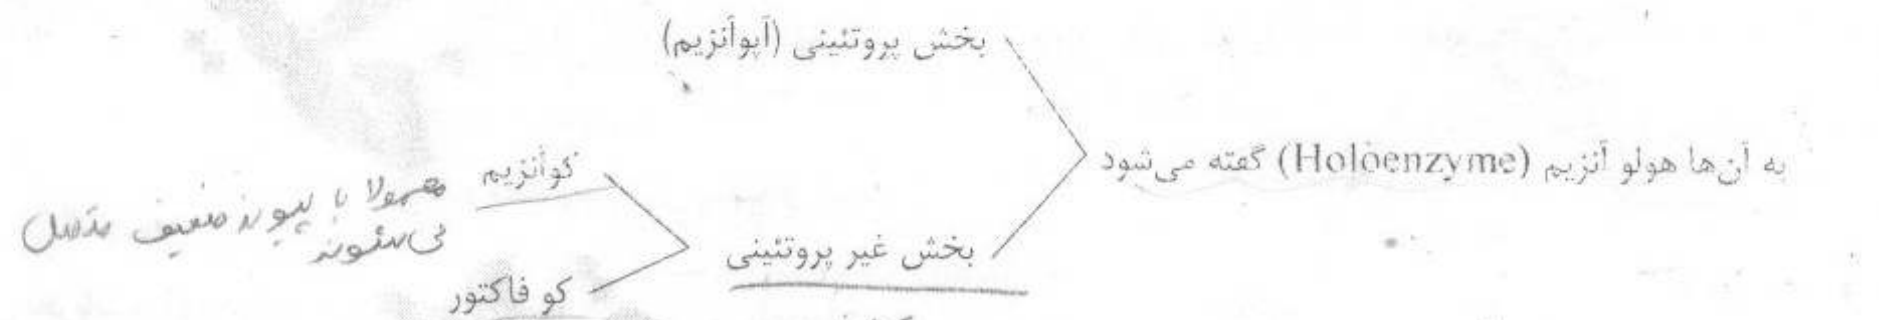 بخش پروتئینی (آپوآنزیم)
به آن‌ها هولو آنزیم (Holoenzyme) گفته می‌شود
کوآنزیم
معمولا با پیوند ضعیف متصل
می‌شوند
بخش غیر پروتئینی
کو فاکتور